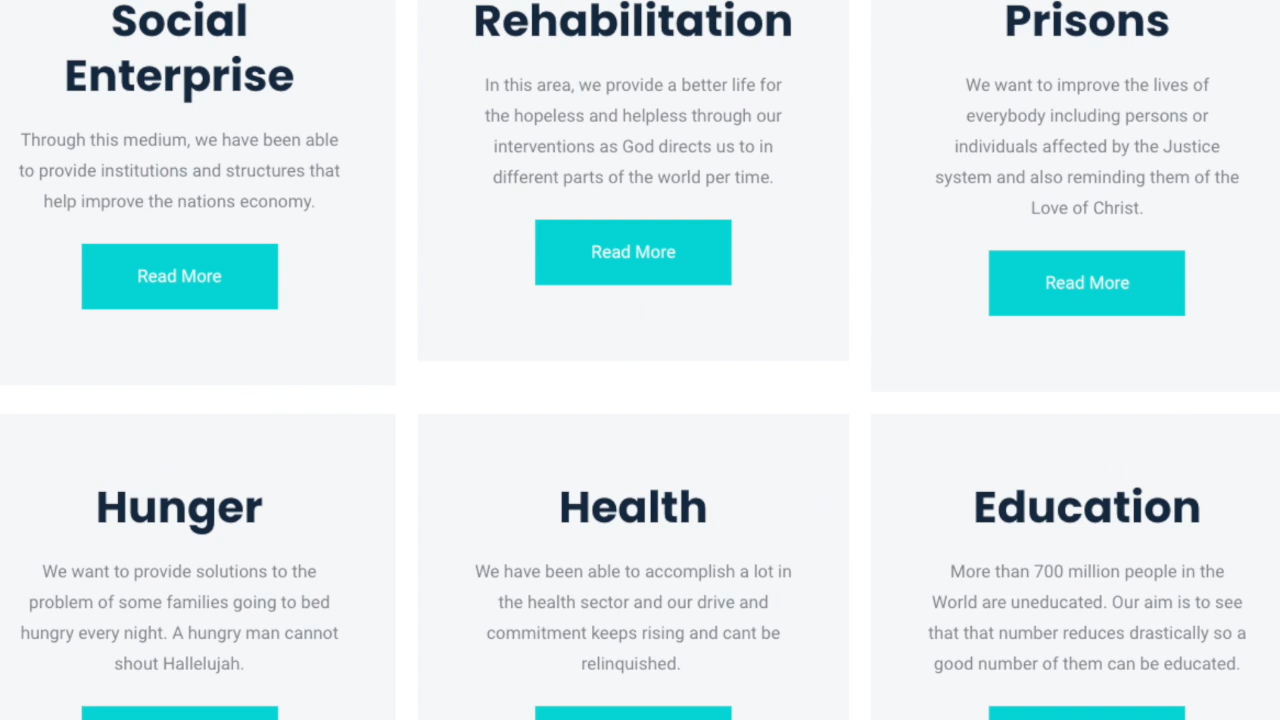 Social
Enterprise
Through this medium, we have been able
to provide institutions and structures that
help improve the nations economy.
Read More
Rehabilitation
In this area, we provide a better life for
the hopeless and helpless through our
interventions as God directs us to in
different parts of the world per time.
Read More
Prisons
We want to improve the lives of
everybody including persons or
individuals affected by the Justice
system and also reminding them of the
Love of Christ.
Read More
Hunger
We want to provide solutions to the
problem of some families going to bed
hungry every night. A hungry man cannot
shout Hallelujah.
Health
We have been able to accomplish a lot in
the health sector and our drive and
commitment keeps rising and cant be
relinquished.
Education
More than 700 million people in the
World are uneducated. Our aim is to see
that that number reduces drastically so a
good number of them can be educated.